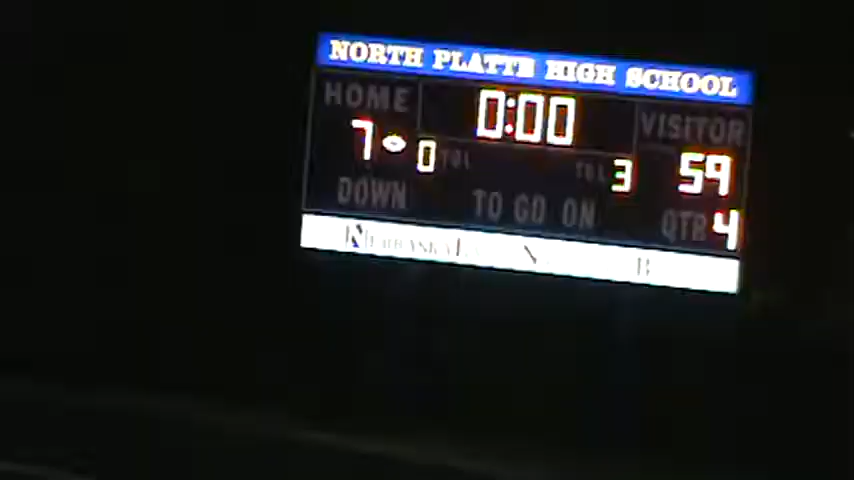 NORTH PLATTE HIGH SCHOOL
HOME 0:00 VISITOR
7 0 TOL TOL 3 59
DOWN TO GO ON QTR 4